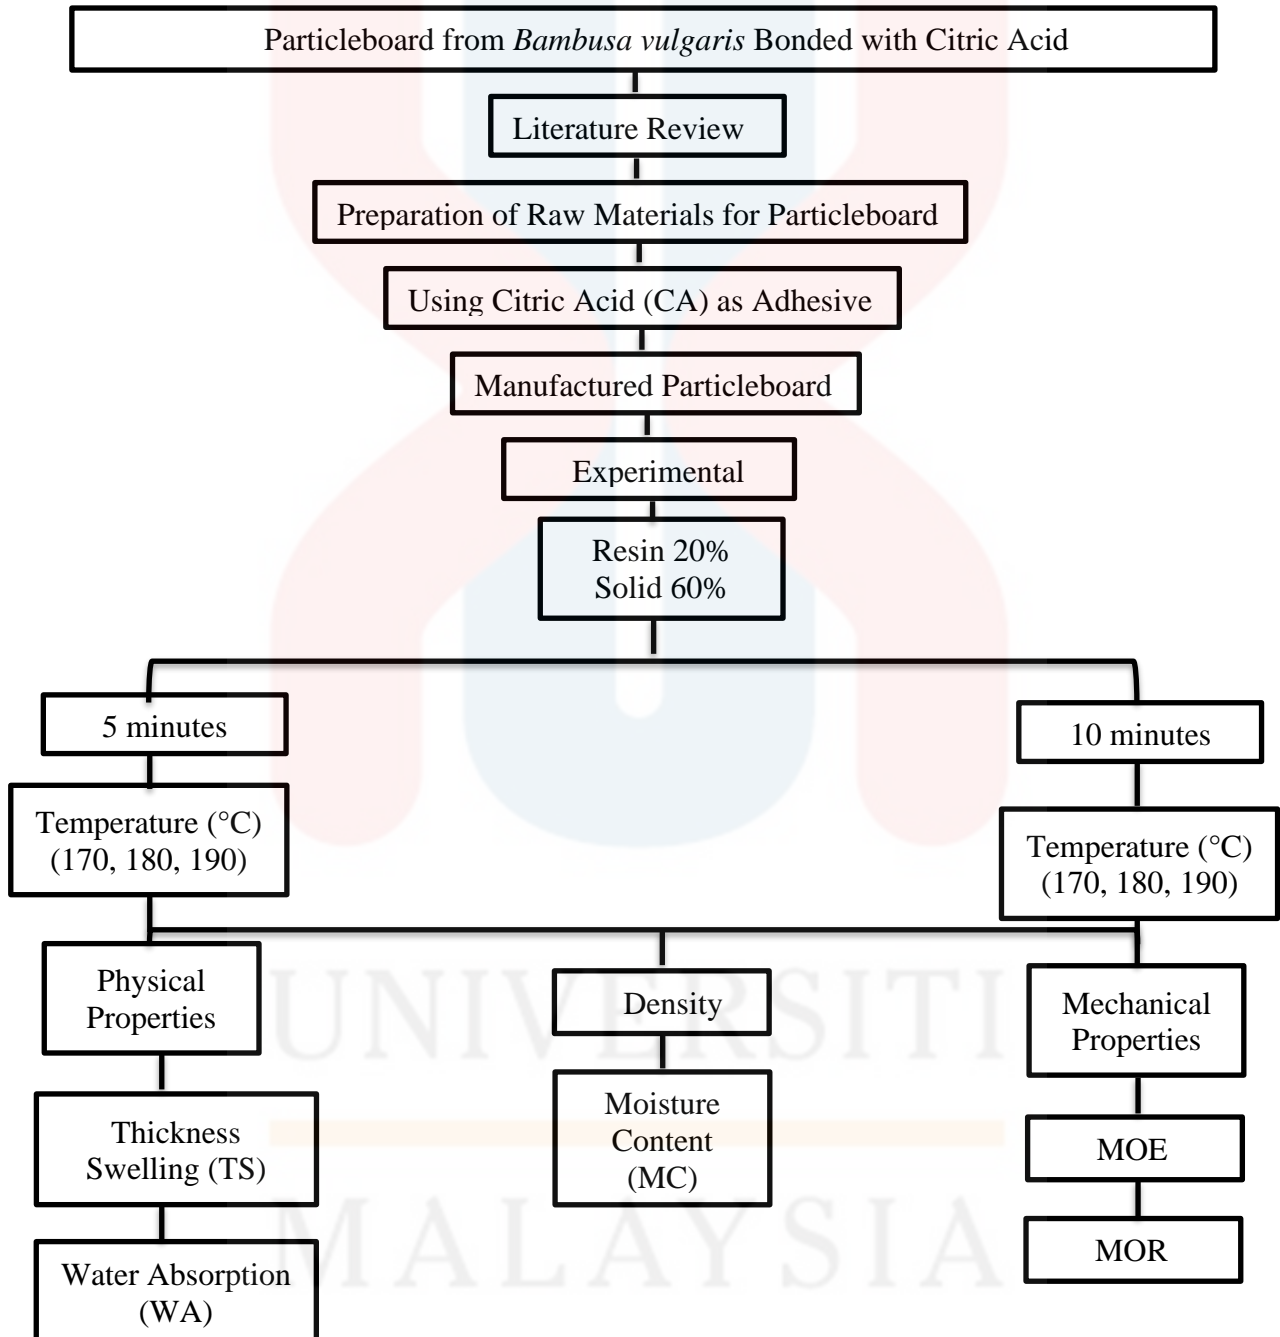 Particleboard from Bambusa vulgaris Bonded with Citric Acid
Literature Review
Preparation of Raw Materials for Particleboard
Using Citric Acid (CA) as Adhesive
Manufactured Particleboard
Experimental
Resin 20%
Solid 60%
5 minutes
10 minutes
Temperature (°C)
(170, 180, 190)
Temperature (°C)
(170, 180, 190)
Physical
Properties
Density
Mechanical
Properties
Thickness
Swelling (TS)
Moisture
Content
(MC)
MOE
Water Absorption
(WA)
MOR
UNIVERSITI
MALAYSIA